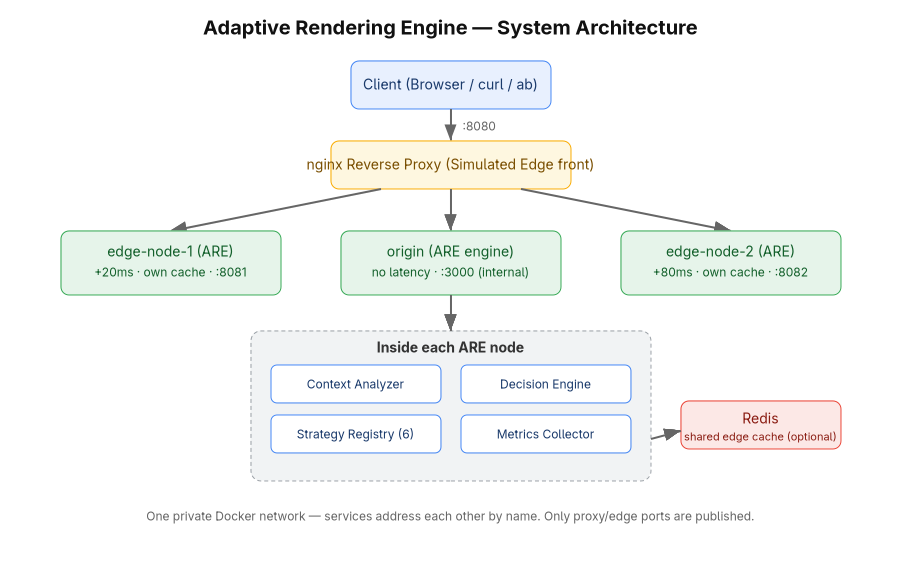 Adaptive Rendering Engine — System Architecture
Client (Browser / curl / ab)
:8080
nginx Reverse Proxy (Simulated Edge front)
edge-node-1 (ARE)
+20ms · own cache · :8081
origin (ARE engine)
no latency · :3000 (internal)
edge-node-2 (ARE)
+80ms · own cache · :8082
Inside each ARE node
Context Analyzer
Decision Engine
Strategy Registry (6)
Metrics Collector
Redis
shared edge cache (optional)
One private Docker network — services address each other by name. Only proxy/edge ports are published.